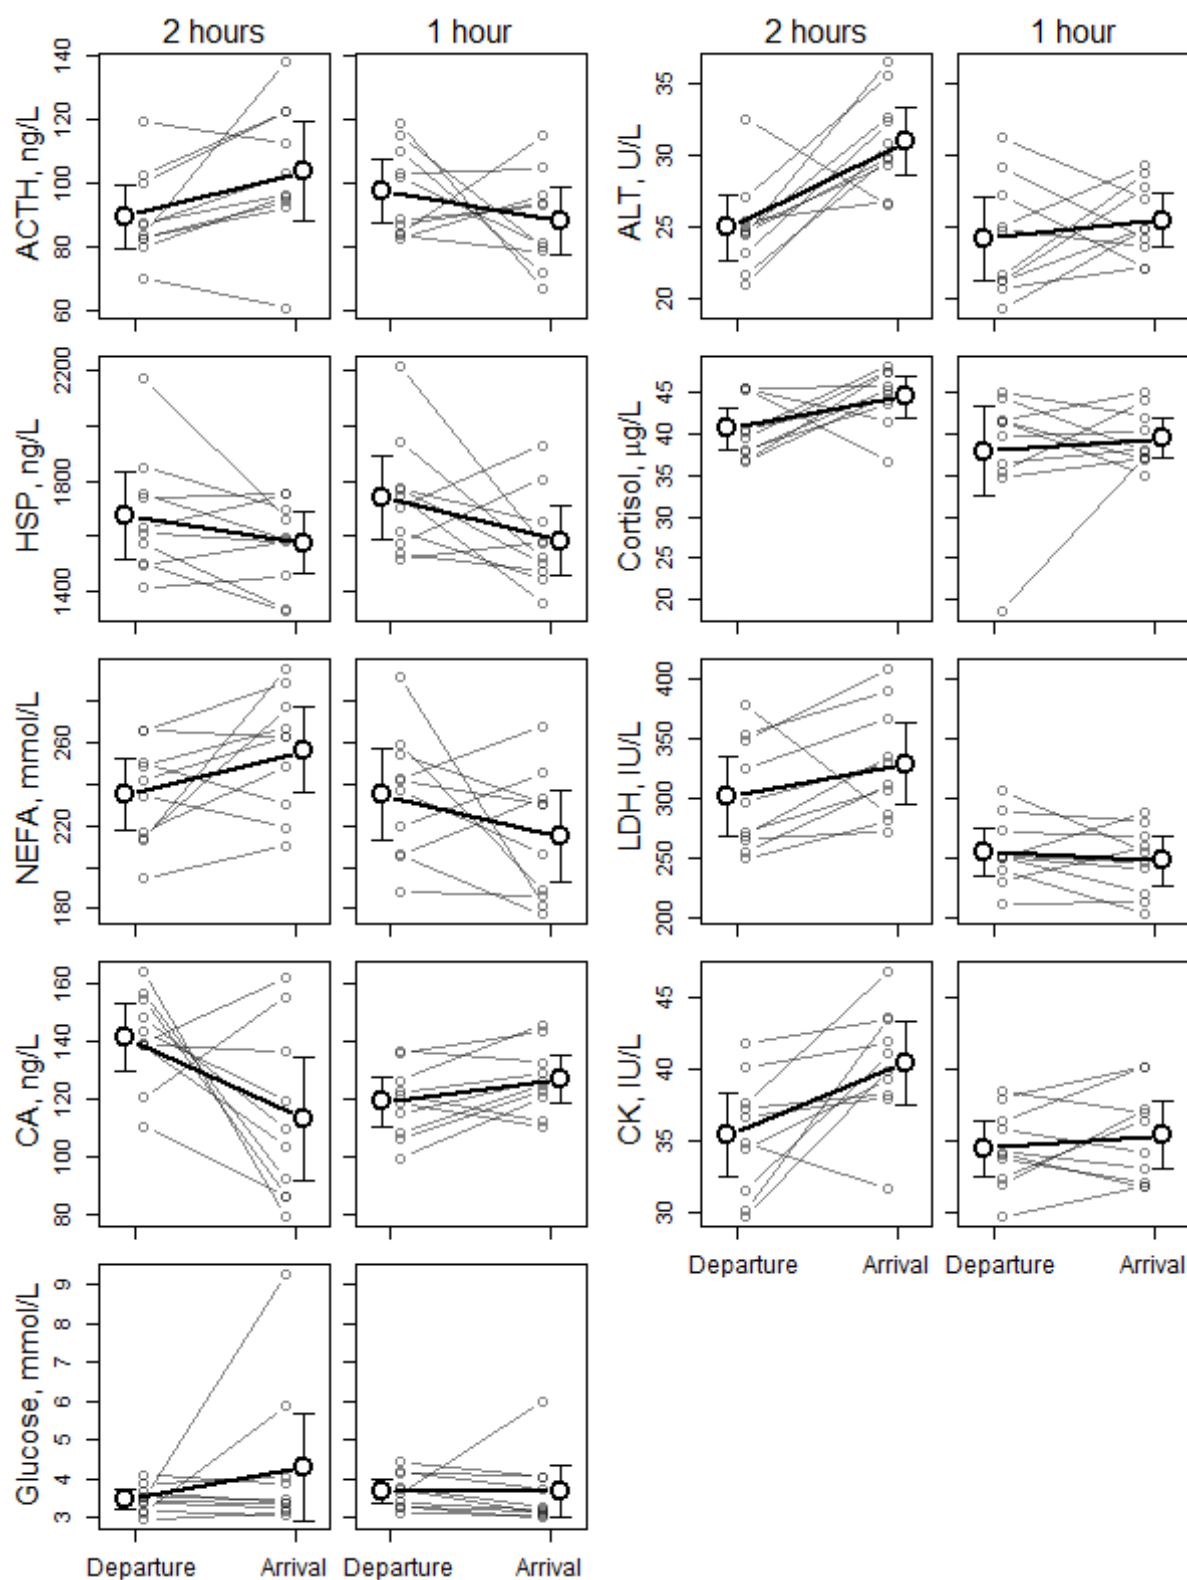 2 hours 1 hour 2 hours 1 hour
ACTH, ng/L
60 80 100 120 140
ALT, U/L
20 25 30 35
HSP, ng/L
1400 1800 2200
Cortisol, μg/L
20 25 30 35 40 45
NEFA, mmol/L
180 220 260
LDH, IU/L
200 250 300 350 400
CA, ng/L
80 100 120 140 160
CK, IU/L
30 35 40 45
Departure Arrival Departure Arrival
Glucose, mmol/L
3 4 5 6 7 8 9
Departure Arrival Departure Arrival